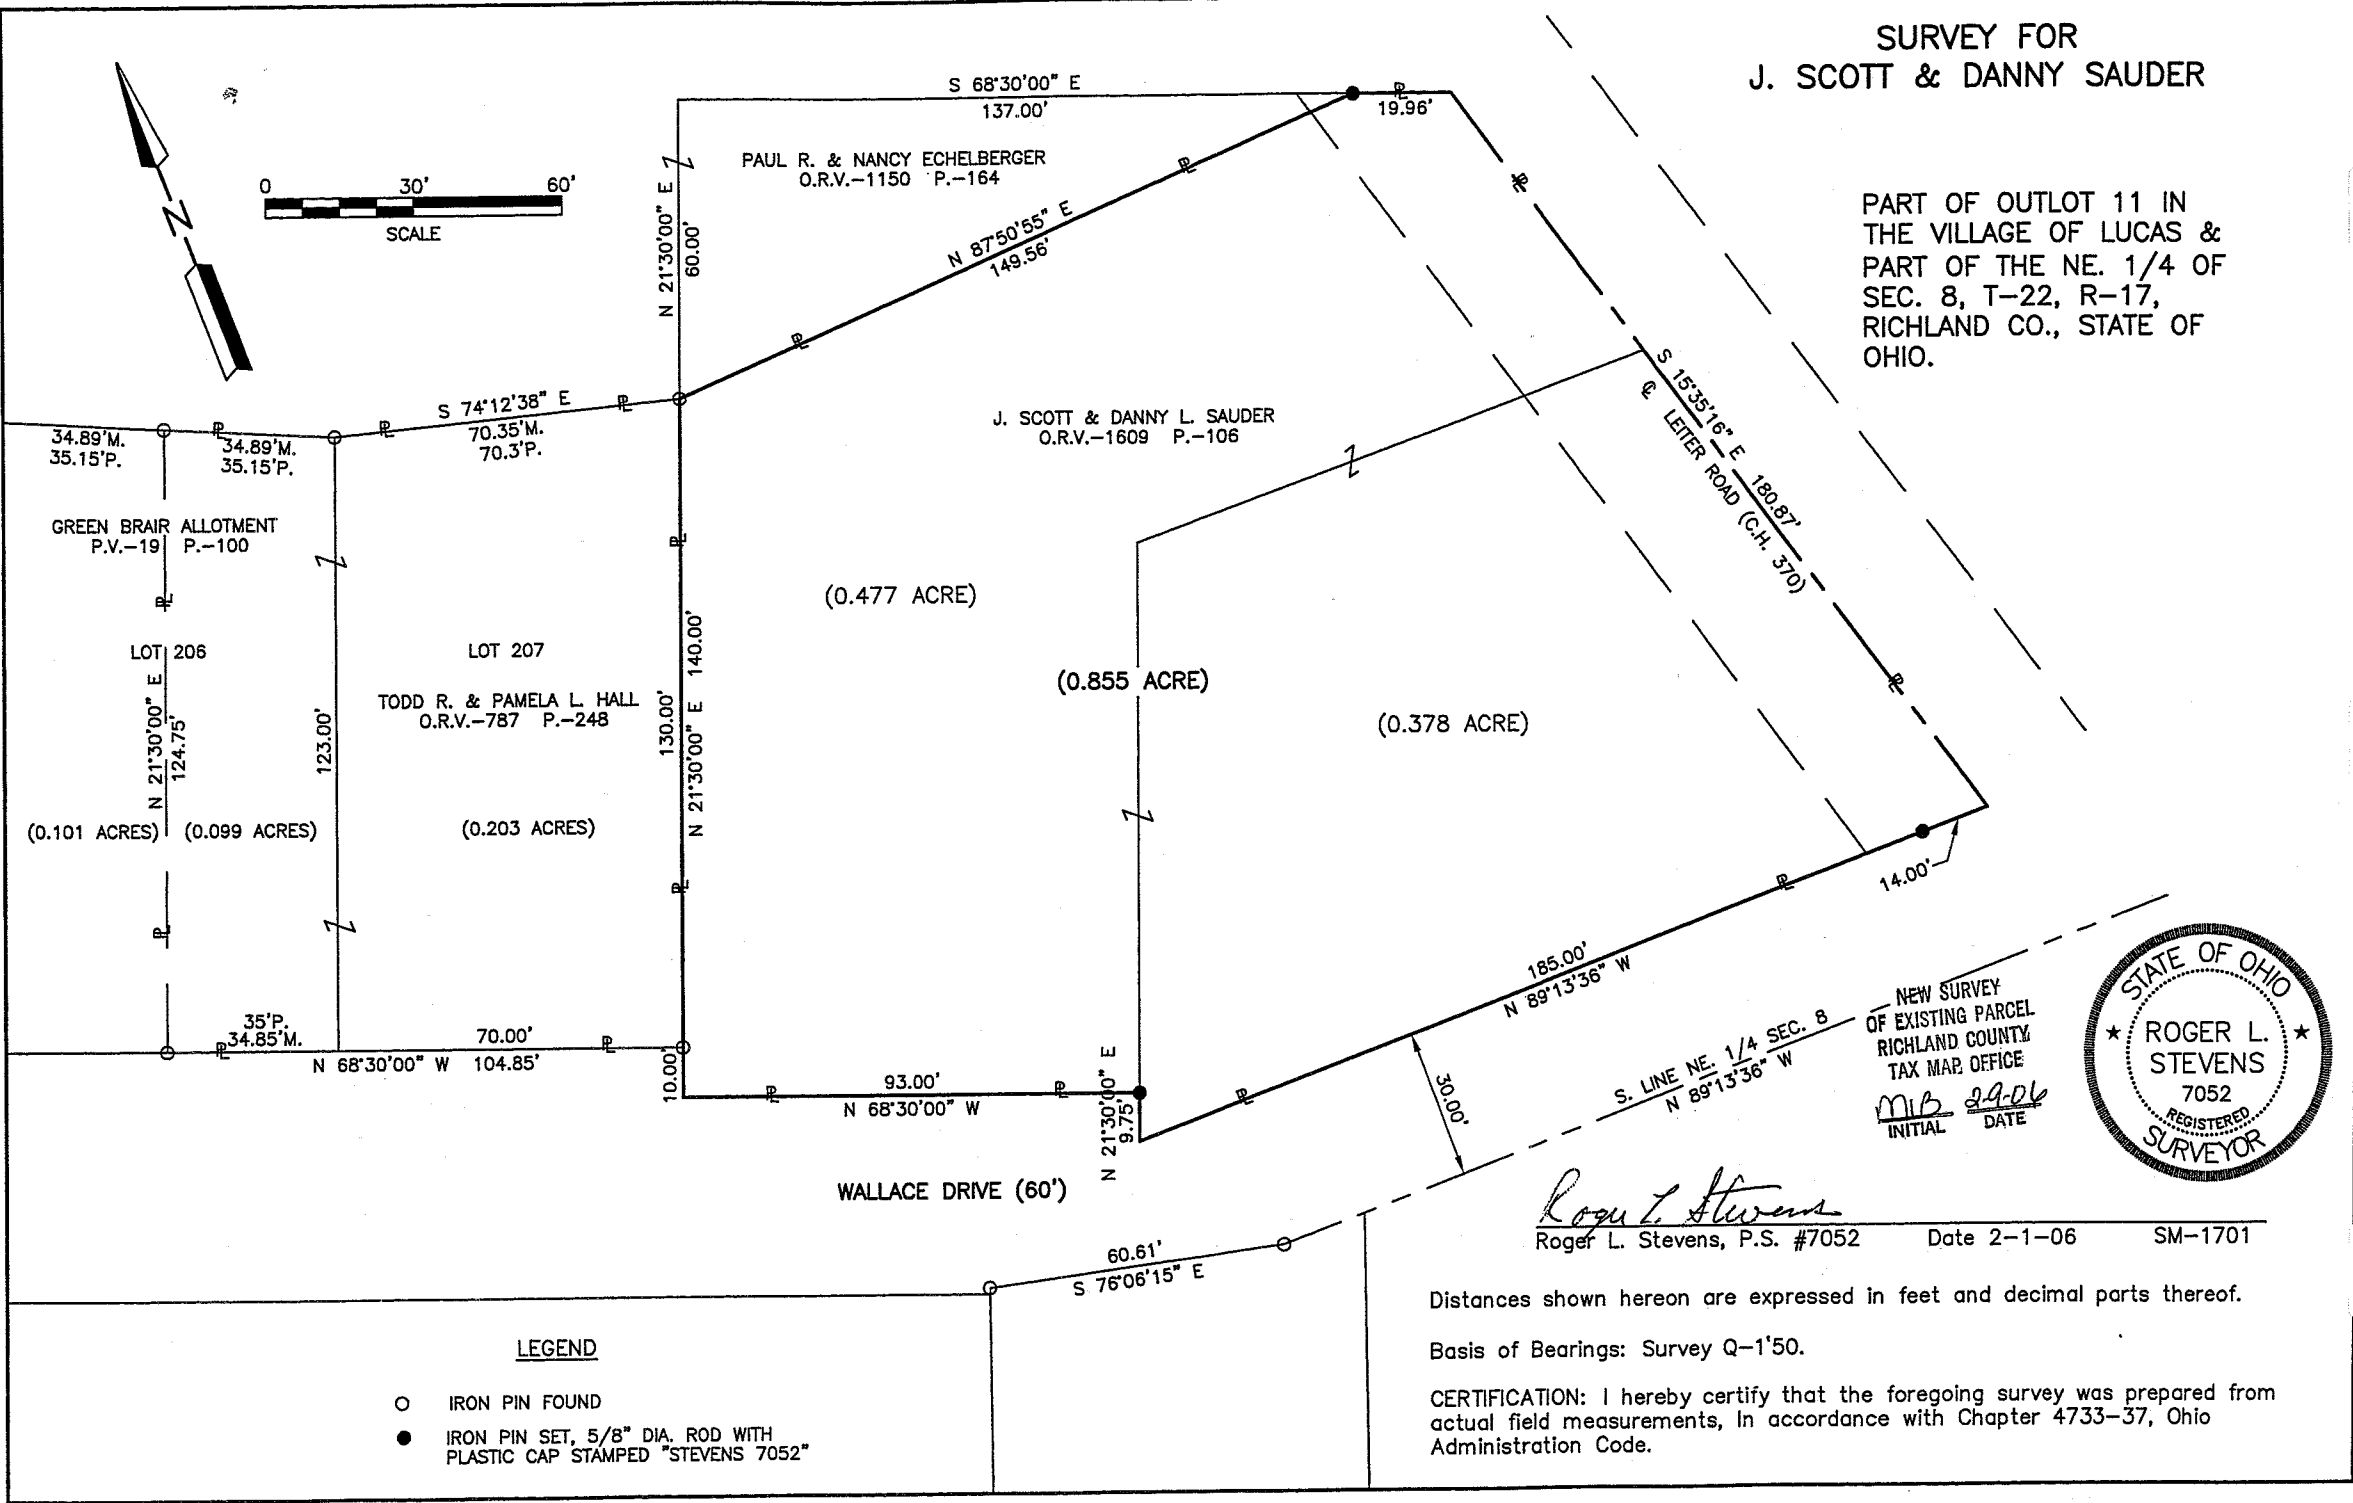 SURVEY FOR
J. SCOTT & DANNY SAUDER
PART OF OUTLOT 11 IN
THE VILLAGE OF LUCAS &
PART OF THE NE. 1/4 OF
SEC. 8, T-22, R-17,
RICHLAND CO., STATE OF
OHIO.
N
0 30' 60'
SCALE
S 68°30'00" E
137.00'
19.96'
PAUL R. & NANCY ECHELBERGER
O.R.V.-1150 P.-164
N 21°30'00" E
60.00'
N 87°50'55" E
149.56'
S 74°12'38" E
70.35'M.
70.3'P.
34.89'M.
35.15'P.
34.89'M.
35.15'P.
J. SCOTT & DANNY L. SAUDER
O.R.V.-1609 P.-106
S 15°35'16" E 180.87'
℄ LEITER ROAD (C.H. 370)
GREEN BRAIR ALLOTMENT
P.V.-19 P.-100
(0.477 ACRE)
LOT 206
LOT 207
(0.855 ACRE)
TODD R. & PAMELA L. HALL
O.R.V.-787 P.-248
(0.378 ACRE)
N 21°30'00" E
124.75'
123.00'
130.00'
N 21°30'00" E 140.00'
(0.101 ACRES)
(0.099 ACRES)
(0.203 ACRES)
14.00'
185.00'
N 89°13'36" W
35'P.
34.85'M.
70.00'
N 68°30'00" W 104.85'
10.00'
93.00'
N 68°30'00" W
N 21°30'00" E
9.75'
30.00'
S. LINE NE. 1/4 SEC. 8
N 89°13'36" W
WALLACE DRIVE (60')
60.61'
S 76°06'15" E
NEW SURVEY
OF EXISTING PARCEL
RICHLAND COUNTY
TAX MAP OFFICE
MIB 2-9-06
INITIAL DATE
STATE OF OHIO
ROGER L.
STEVENS
7052
REGISTERED
SURVEYOR
Roger L. Stevens
Roger L. Stevens, P.S. #7052 Date 2-1-06 SM-1701
Distances shown hereon are expressed in feet and decimal parts thereof.
Basis of Bearings: Survey Q-1'50.
CERTIFICATION: I hereby certify that the foregoing survey was prepared from
actual field measurements, In accordance with Chapter 4733-37, Ohio
Administration Code.
LEGEND
IRON PIN FOUND
IRON PIN SET, 5/8" DIA. ROD WITH
PLASTIC CAP STAMPED "STEVENS 7052"